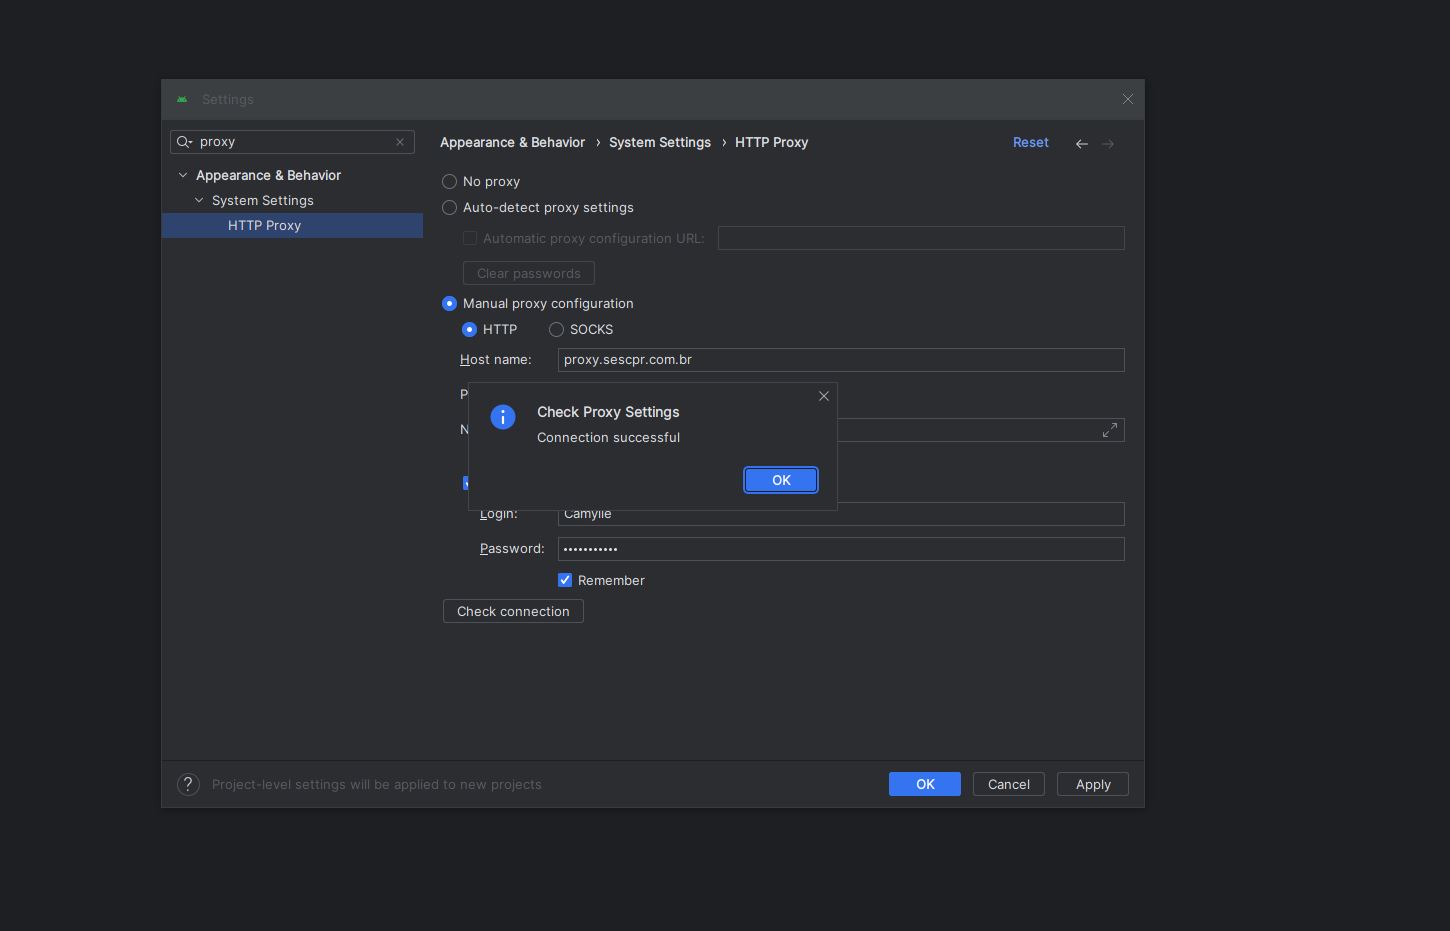 Settings
proxy
Appearance & Behavior
System Settings
HTTP Proxy
Appearance & Behavior › System Settings › HTTP Proxy
Reset
No proxy
Auto-detect proxy settings
Automatic proxy configuration URL:
Clear passwords
Manual proxy configuration
HTTP SOCKS
Host name: proxy.sescpr.com.br
P
N
Check Proxy Settings
Connection successful
OK
Login: Camylle
Password: •••••••••••
Remember
Check connection
? Project-level settings will be applied to new projects
OK Cancel Apply